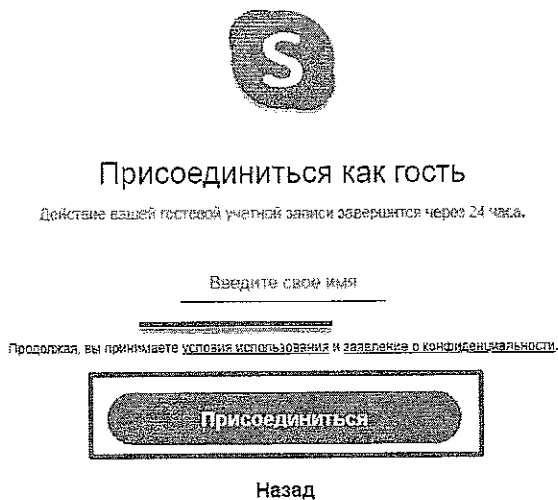 S
Присоединиться как гость
Действие вашей гостевой учетной записи завершится через 24 часа.
Введите свое имя
Продолжая, вы принимаете условия использования и заявление о конфиденциальности.
Присоединиться
Назад